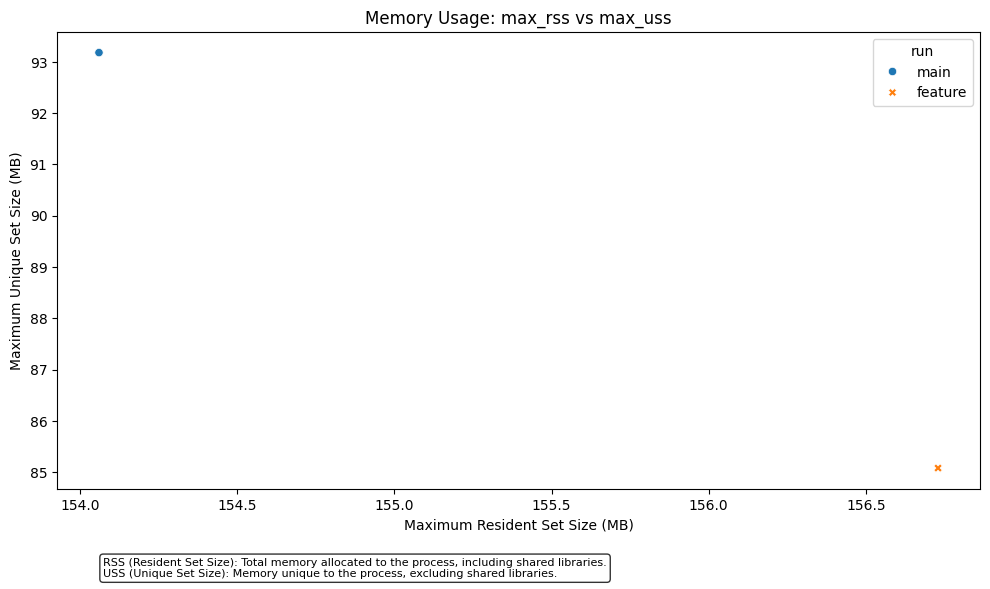 Memory Usage: max_rss vs max_uss
run
main
feature
Maximum Unique Set Size (MB)
93
92
91
90
89
88
87
86
85
154.0
154.5
155.0
155.5
156.0
156.5
Maximum Resident Set Size (MB)
RSS (Resident Set Size): Total memory allocated to the process, including shared libraries.
USS (Unique Set Size): Memory unique to the process, excluding shared libraries.